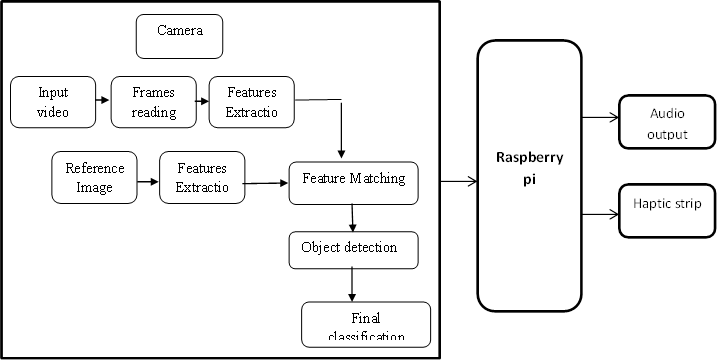 Camera
Input
video
Frames
reading
Features
Extractio
Reference
Image
Features
Extractio
Feature Matching
Object detection
Final
classification
Raspberry
pi
Audio
output
Haptic strip